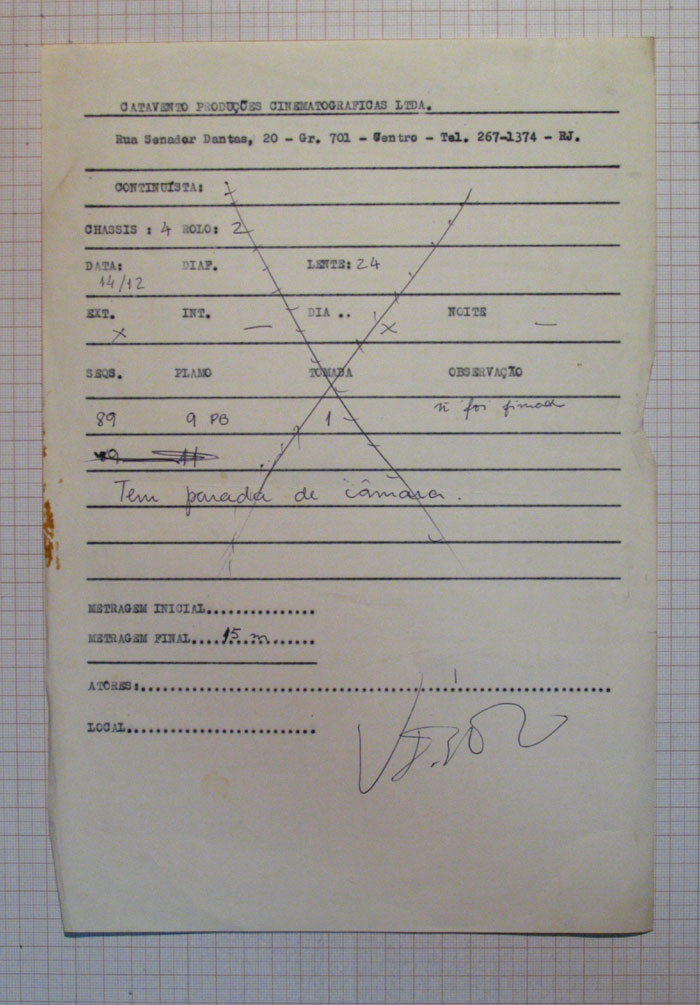 CATAVENTO PRODUÇÕES CINEMATOGRAFICAS LTDA.
Rua Senador Dantas, 20 - Gr. 701 - Centro - Tel. 267-1374 - RJ.
CONTINUÍSTA:
CHASSIS : 4 ROLO: 2
DATA: DIAF. LENTE: 24
14/12
EXT. INT. DIA .. NOITE
x — x —
SEQS. PLANO TOMADA OBSERVAÇÃO
89 9 PB 1 ñ foi
Tem parada de câmara.
METRAGEM INICIAL...............
METRAGEM FINAL....15 m.......
ATORES:...............
LOCAL...............